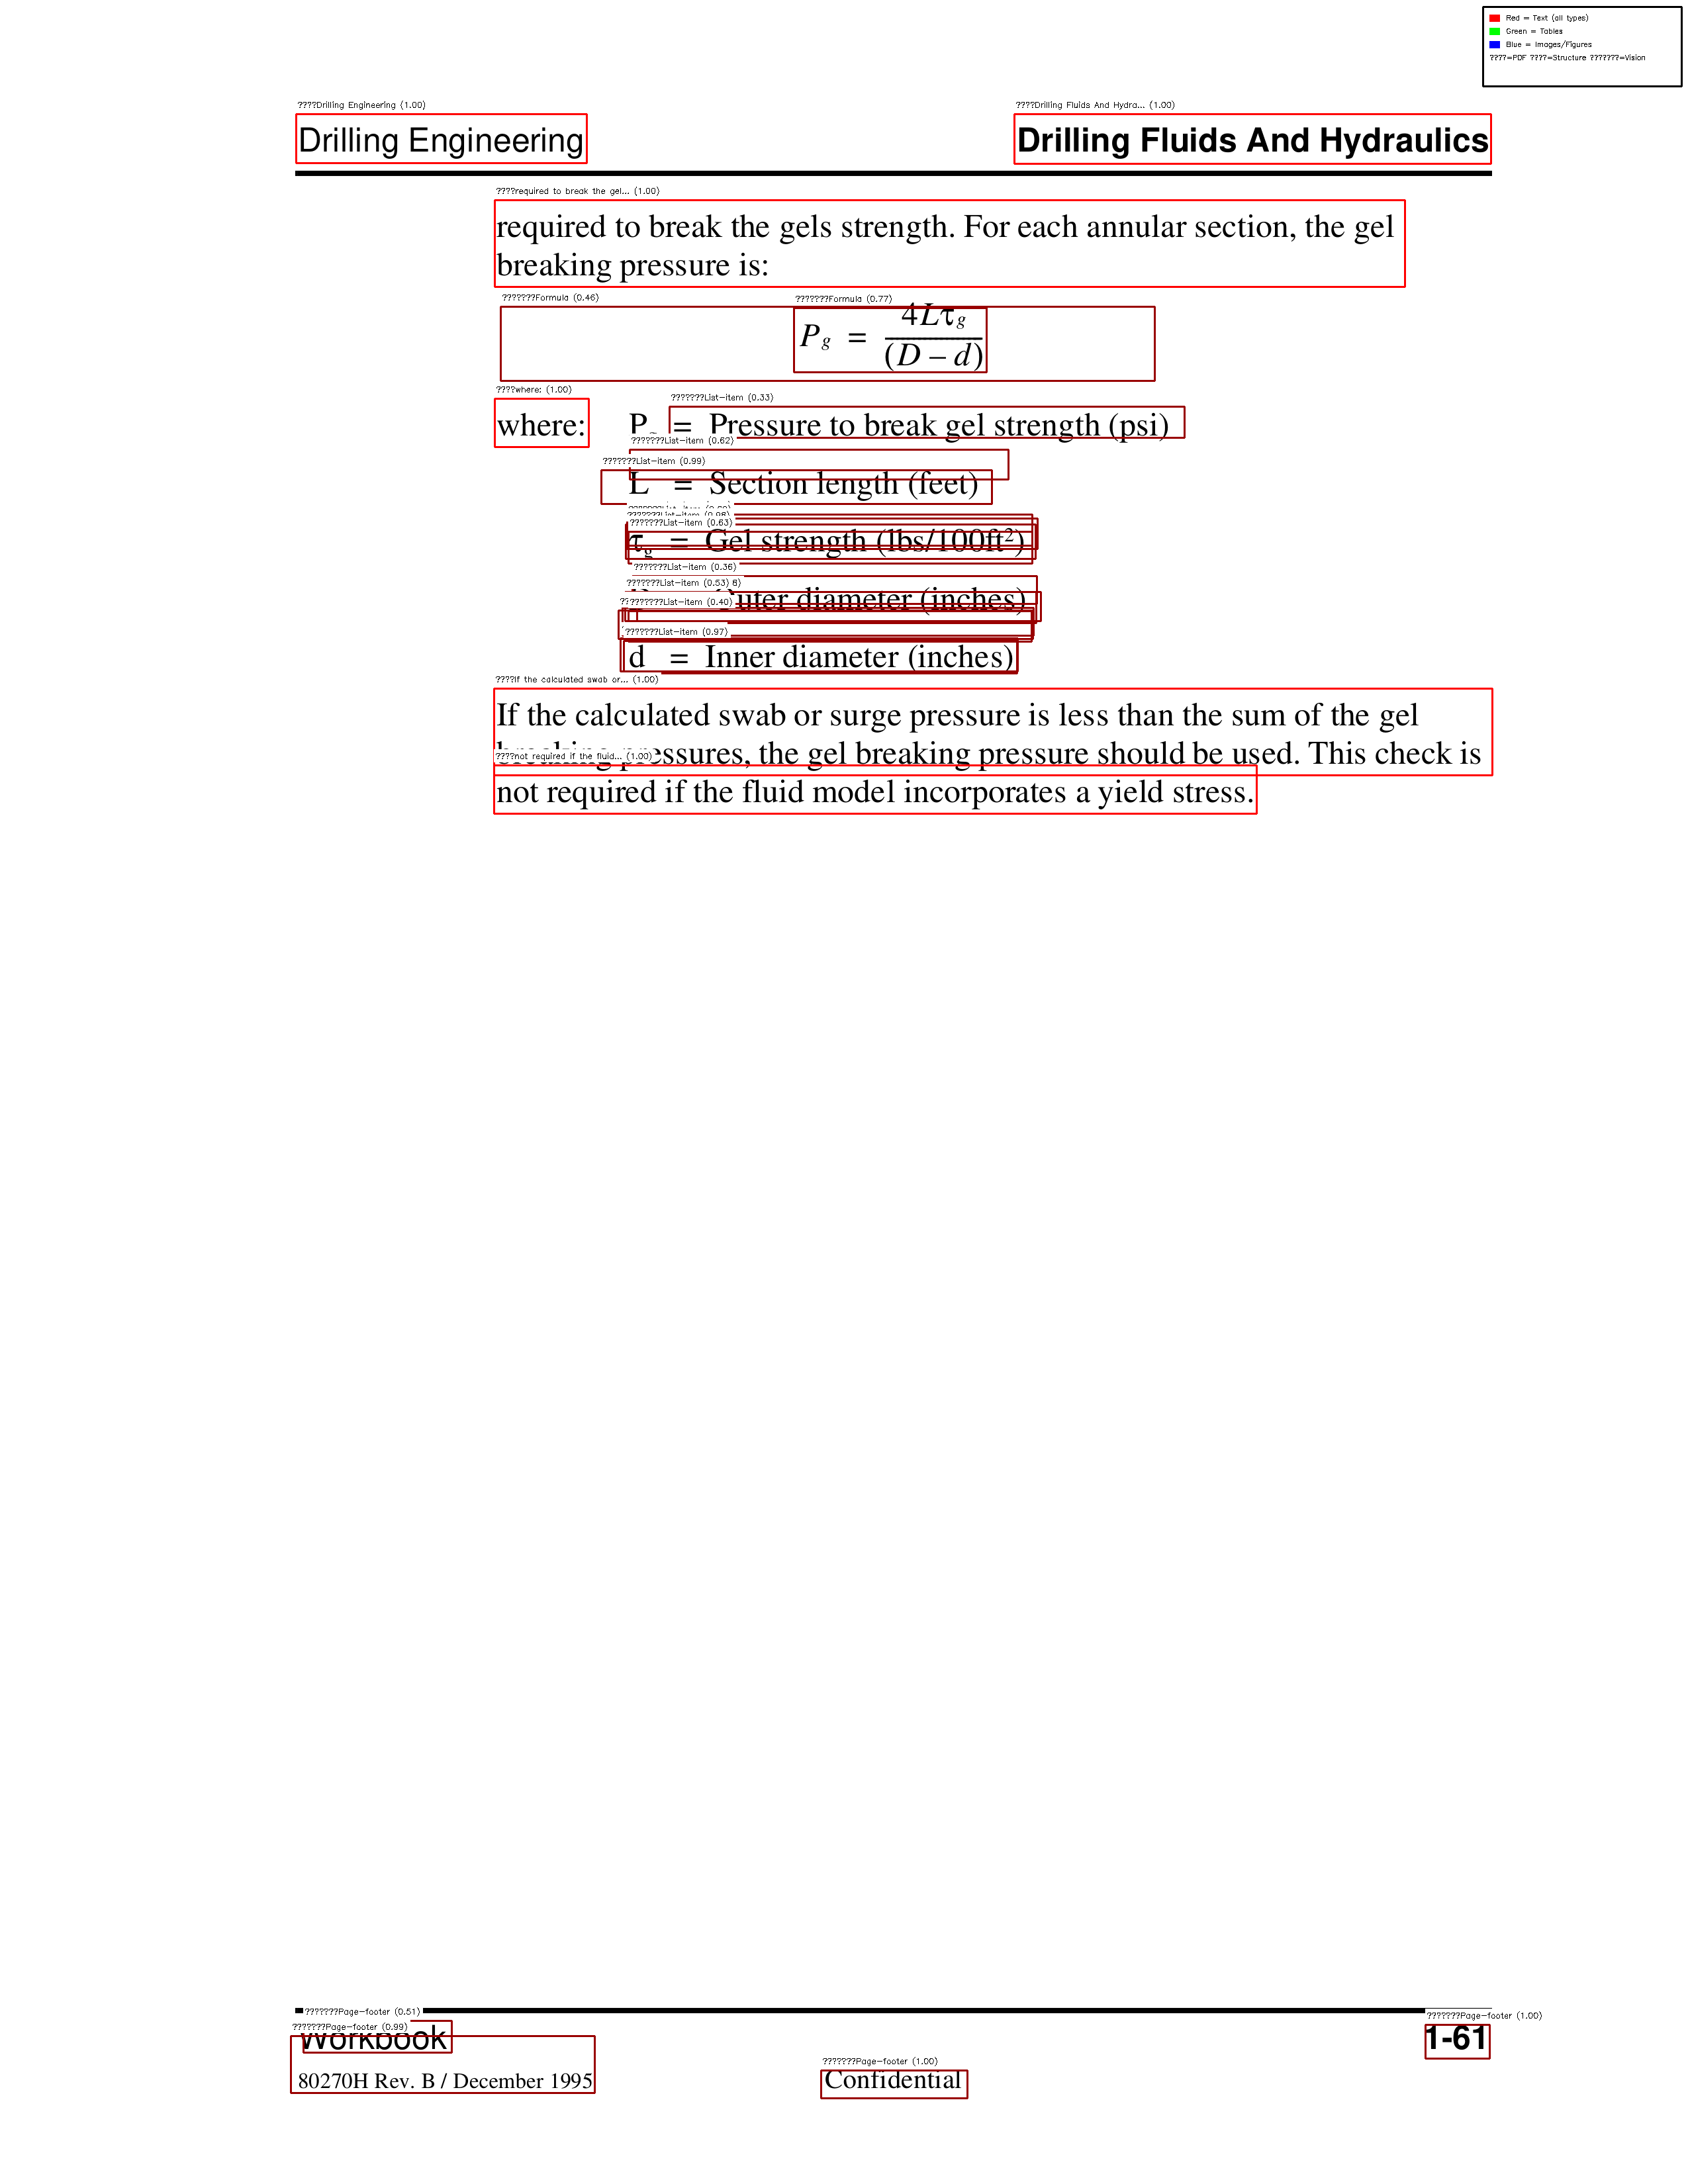 Red = Text (all types)
Green = Tables
Blue = Images/Figures
????=PDF ????=Structure ???????=Vision
????Drilling Engineering (1.00)
????Drilling Fluids And Hydra... (1.00)
Drilling Engineering
Drilling Fluids And Hydraulics
????required to break the gel... (1.00)
required to break the gels strength. For each annular section, the gel
breaking pressure is:
???????Formula (0.46)
???????Formula (0.77)
P_g = 4Lτ_g / (D – d)
????where: (1.00)
???????List-item (0.33)
where: P = Pressure to break gel strength (psi)
???????List-item (0.62)
???????List-item (0.99)
L = Section length (feet)
???????List-item (0.98)
???????List-item (0.63)
τ_g = Gel strength (lbs/100ft²)
???????List-item (0.36)
???????List-item (0.53) 8)
uter diameter (inches)
???????List-item (0.40)
???????List-item (0.97)
d = Inner diameter (inches)
????If the calculated swab or... (1.00)
If the calculated swab or surge pressure is less than the sum of the gel
breaking pressures, the gel breaking pressure should be used. This check is
????not required if the fluid... (1.00)
not required if the fluid model incorporates a yield stress.
???????Page-footer (0.51)
???????Page-footer (1.00)
???????Page-footer (0.99)
Workbook
1-61
???????Page-footer (1.00)
80270H Rev. B / December 1995
Confidential